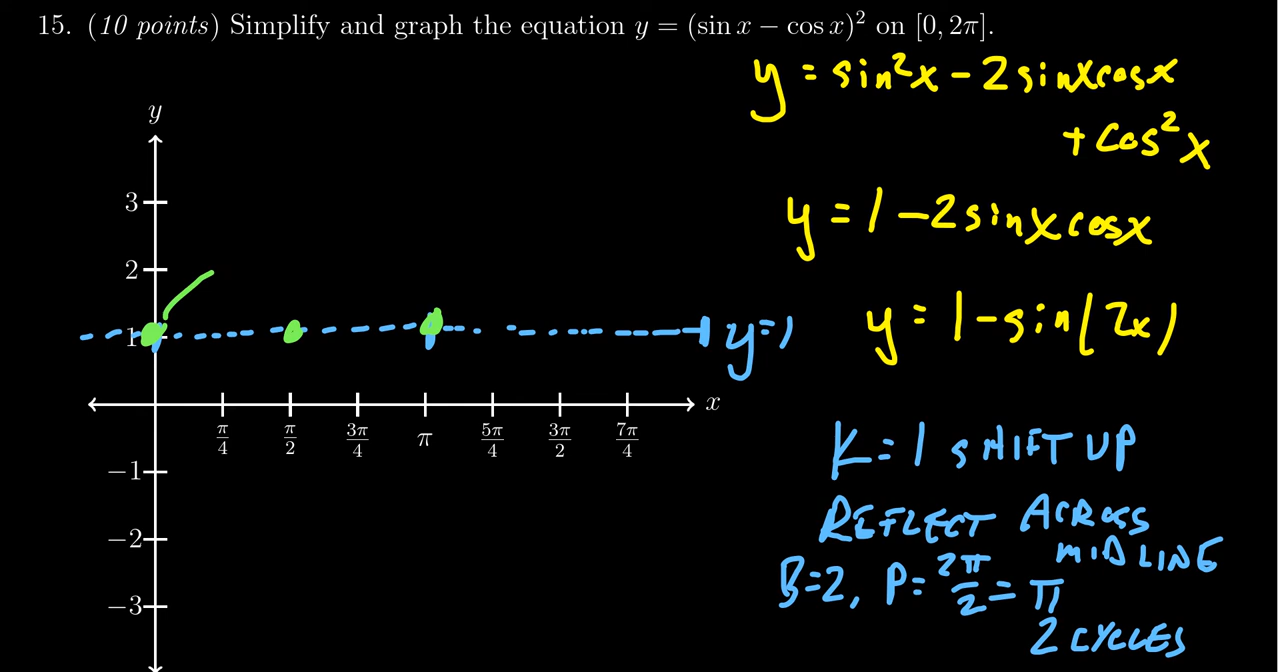 15. (10 points) Simplify and graph the equation y = (sin x − cos x)² on [0, 2π].
y = sin²x − 2 sinxcosx
+ cos²x
y = 1 − 2 sinxcosx
y = 1 − sin(2x)
K = 1 SHIFT UP
REFLECT ACROSS
MIDLINE
B=2, P= 2π/2 = π
2 CYCLES
y
3
2
1
y=1
x
π/4 π/2 3π/4 π 5π/4 3π/2 7π/4
−1
−2
−3